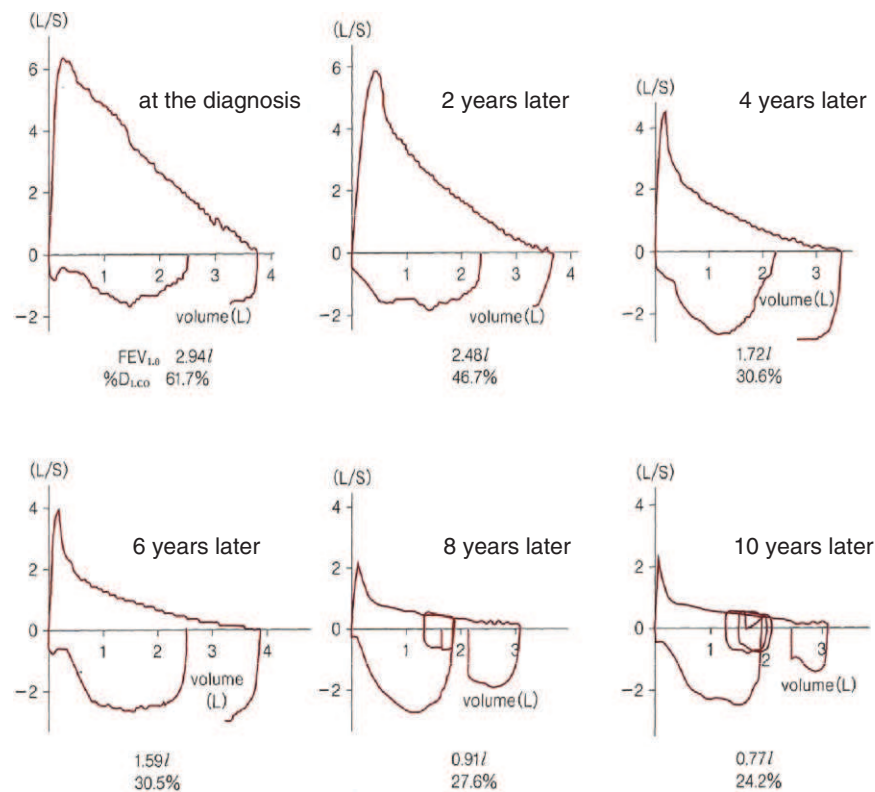 (L/S)
6
4
2
0
−2
1
2
3
4
at the diagnosis
volume(L)
FEV1.0 2.94l
%DLCO 61.7%
(L/S)
6
4
2
0
−2
1
2
3
4
2 years later
volume(L)
2.48l
46.7%
(L/S)
4
2
0
−2
1
2
3
4 years later
volume(L)
1.72l
30.6%
(L/S)
4
2
0
−2
1
2
3
4
6 years later
volume
(L)
1.59l
30.5%
(L/S)
4
2
0
−2
1
2
3
8 years later
volume(L)
0.91l
27.6%
(L/S)
4
2
0
−2
1
2
3
10 years later
volume(L)
0.77l
24.2%